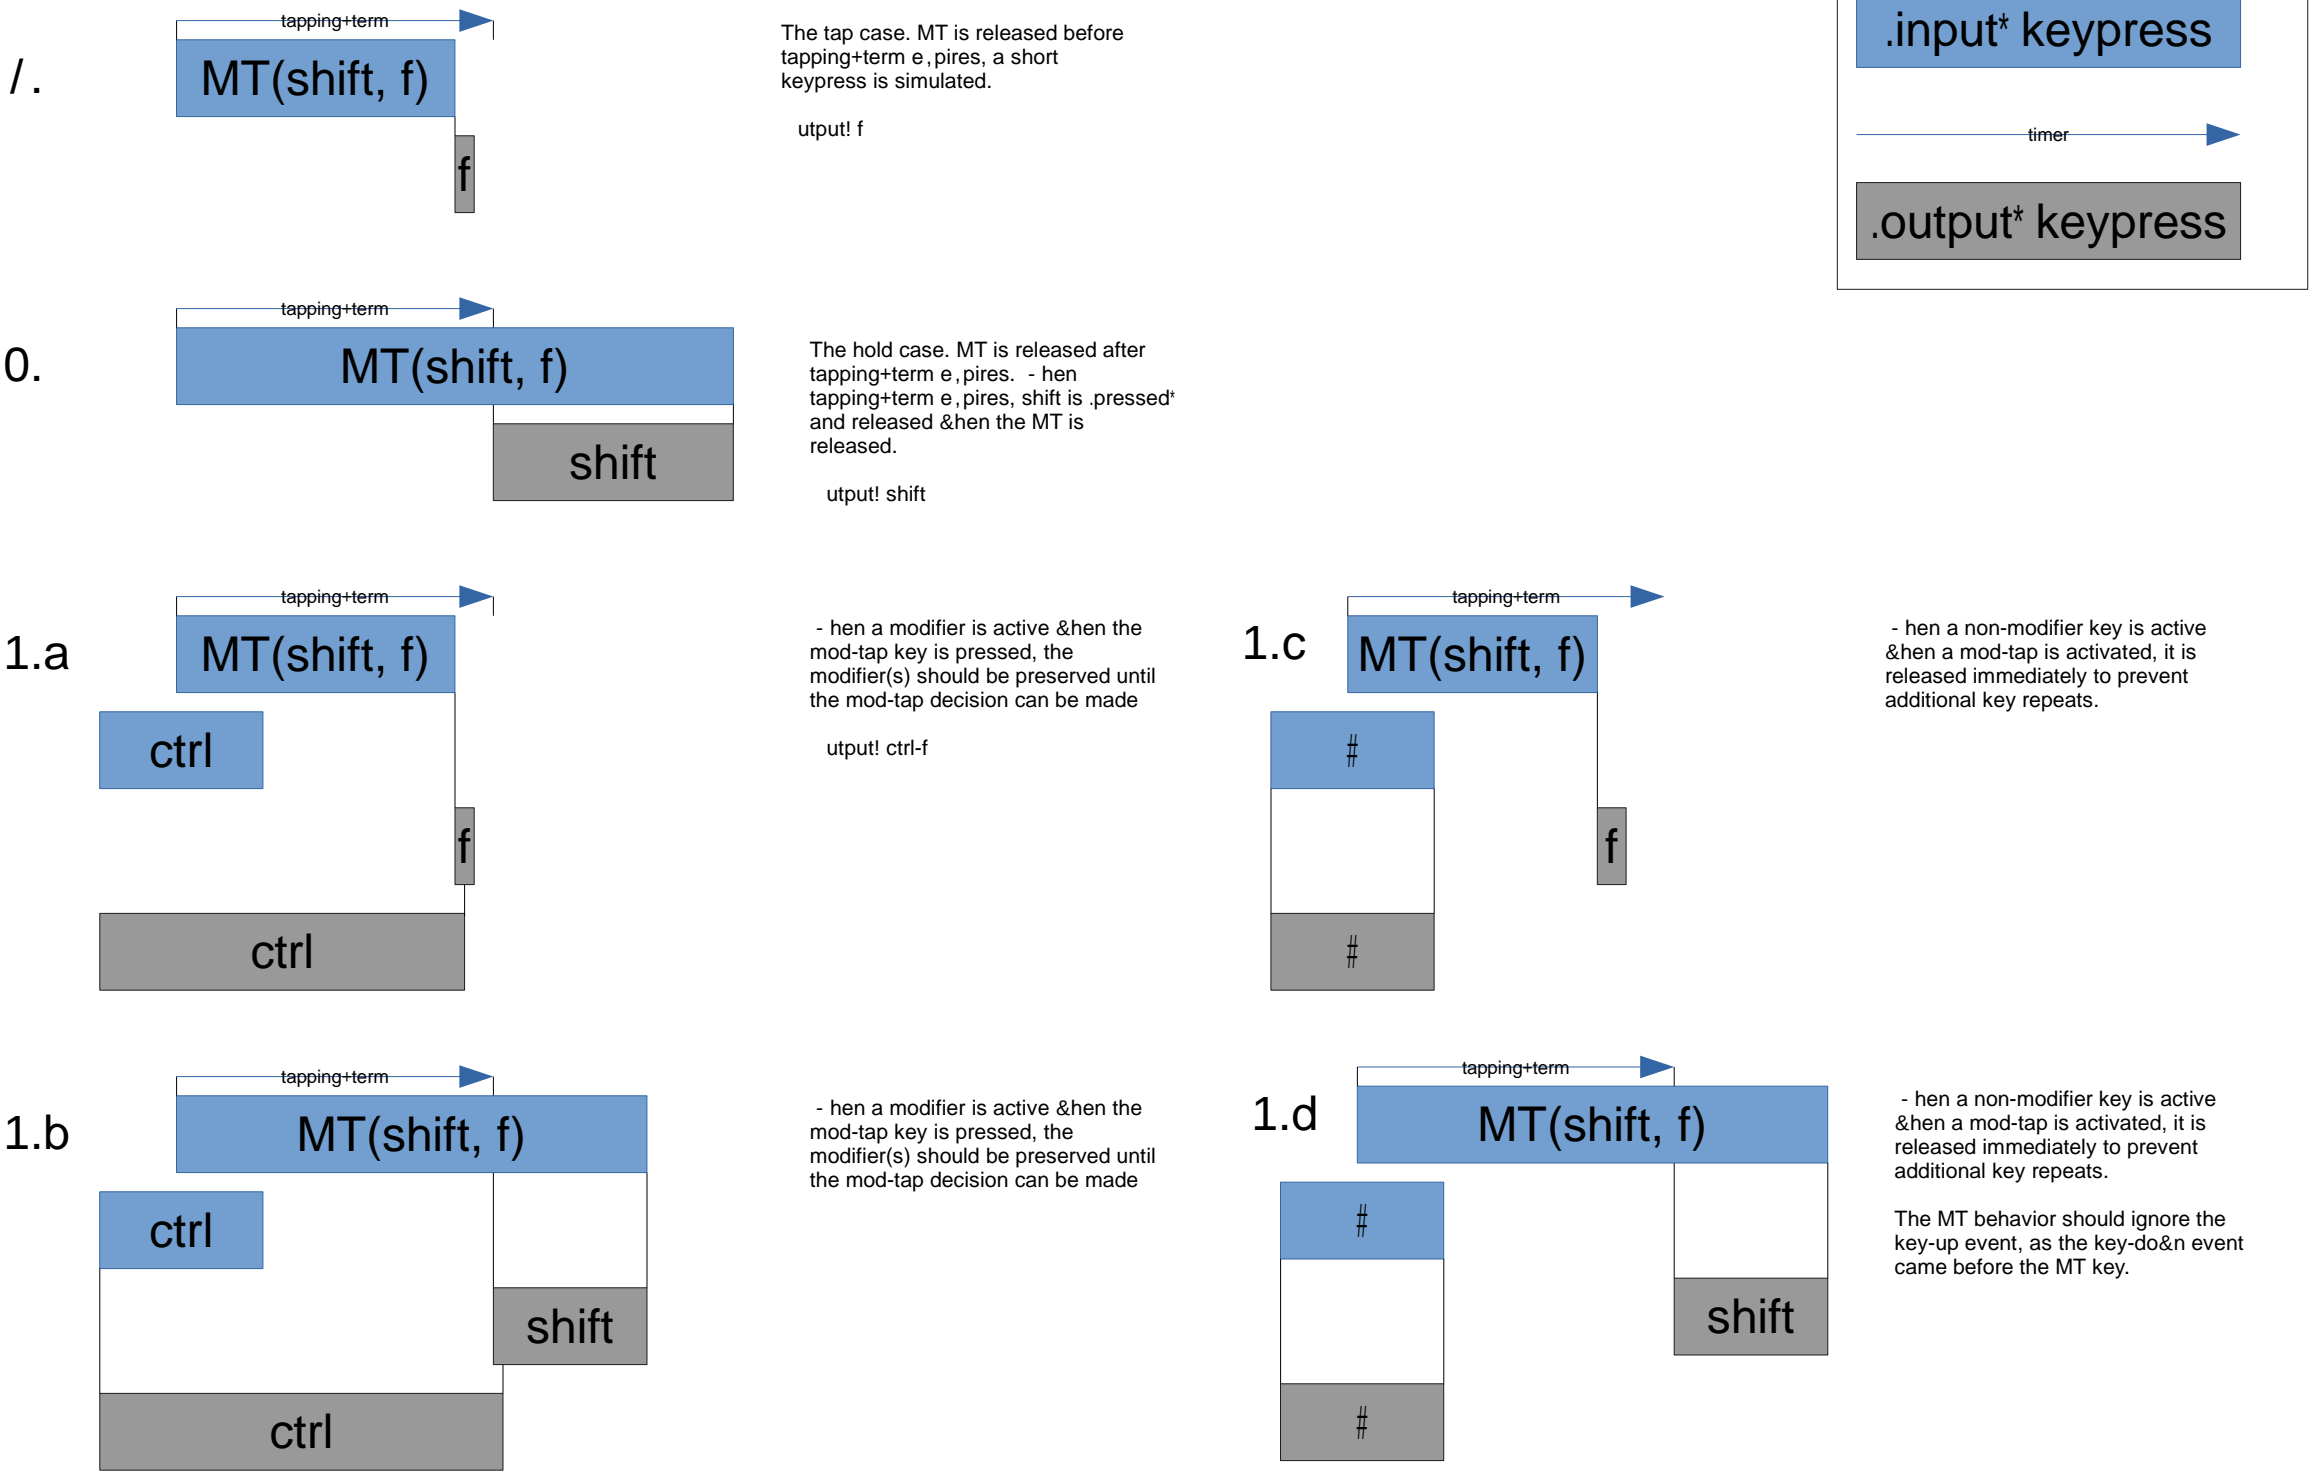 tapping+term
/ .
MT(shift, f)
f
The tap case. MT is released before
tapping+term e,pires, a short
keypress is simulated.
utput! f
.input* keypress
timer
.output* keypress
tapping+term
0.
MT(shift, f)
shift
The hold case. MT is released after
tapping+term e,pires. - hen
tapping+term e,pires, shift is .pressed*
and released &hen the MT is
released.
utput! shift
tapping+term
1.a
MT(shift, f)
ctrl
f
ctrl
- hen a modifier is active &hen the
mod-tap key is pressed, the
modifier(s) should be preserved until
the mod-tap decision can be made
utput! ctrl-f
tapping+term
1.c
MT(shift, f)
#
f
#
- hen a non-modifier key is active
&hen a mod-tap is activated, it is
released immediately to prevent
additional key repeats.
tapping+term
1.b
MT(shift, f)
ctrl
shift
ctrl
- hen a modifier is active &hen the
mod-tap key is pressed, the
modifier(s) should be preserved until
the mod-tap decision can be made
tapping+term
1.d
MT(shift, f)
#
shift
#
- hen a non-modifier key is active
&hen a mod-tap is activated, it is
released immediately to prevent
additional key repeats.
The MT behavior should ignore the
key-up event, as the key-do&n event
came before the MT key.